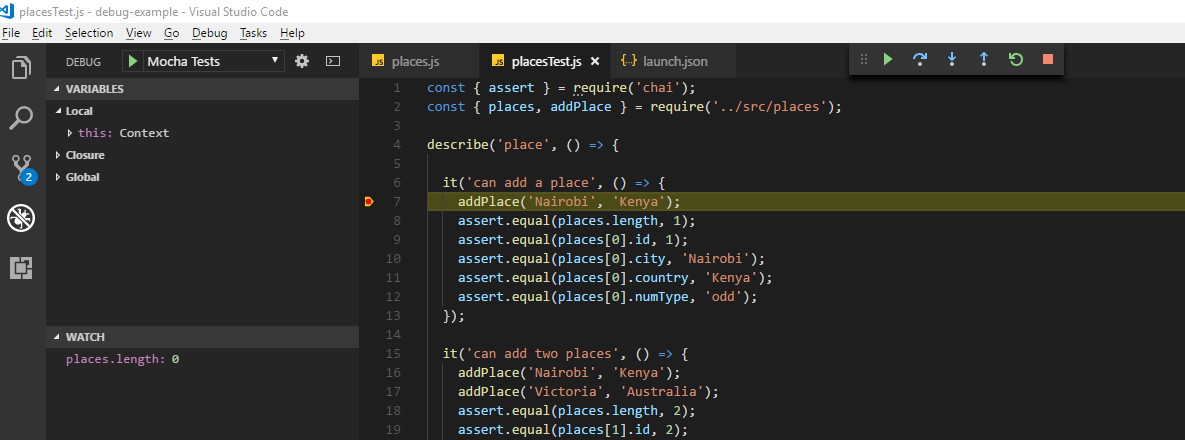 placesTest.js - debug-example - Visual Studio Code
File Edit Selection View Go Debug Tasks Help
DEBUG Mocha Tests
places.js placesTest.js launch.json
VARIABLES
Local
this: Context
Closure
Global
2
WATCH
places.length: 0
1 const { assert } = require('chai');
2 const { places, addPlace } = require('../src/places');
3
4 describe('place', () => {
5
6 it('can add a place', () => {
7 addPlace('Nairobi', 'Kenya');
8 assert.equal(places.length, 1);
9 assert.equal(places[0].id, 1);
10 assert.equal(places[0].city, 'Nairobi');
11 assert.equal(places[0].country, 'Kenya');
12 assert.equal(places[0].numType, 'odd');
13 });
14
15 it('can add two places', () => {
16 addPlace('Nairobi', 'Kenya');
17 addPlace('Victoria', 'Australia');
18 assert.equal(places.length, 2);
19 assert.equal(places[1].id, 2);